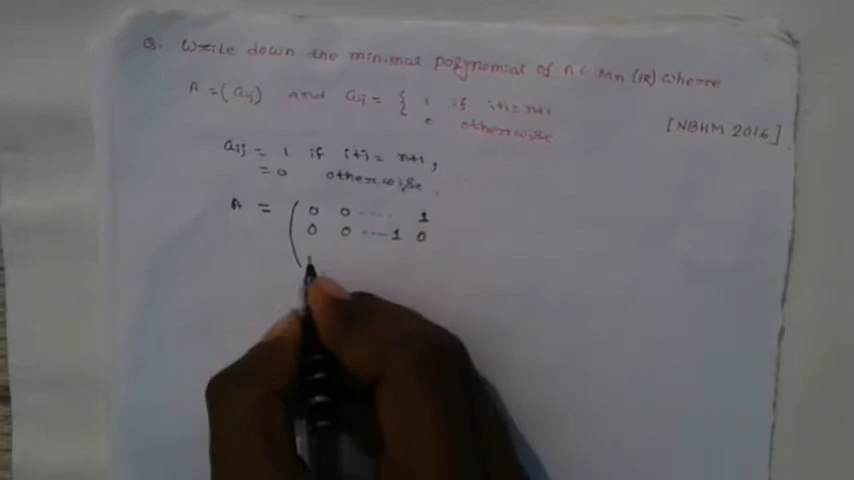 Q. Write down the minimal polynomial of A ∈ Mn (IR) where
A = (aij) and aij = { 1 if i+j = n+1
0 otherwise [NBHM 2016]
aij = 1 if i+j = n+1,
= 0 otherwise.
A = ( 0 0 .... 1
0 0 ....1 0